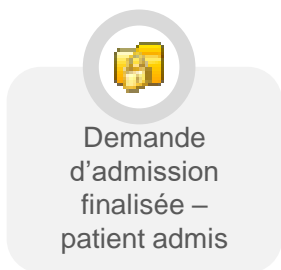 Demande
d’admission
finalisée –
patient admis